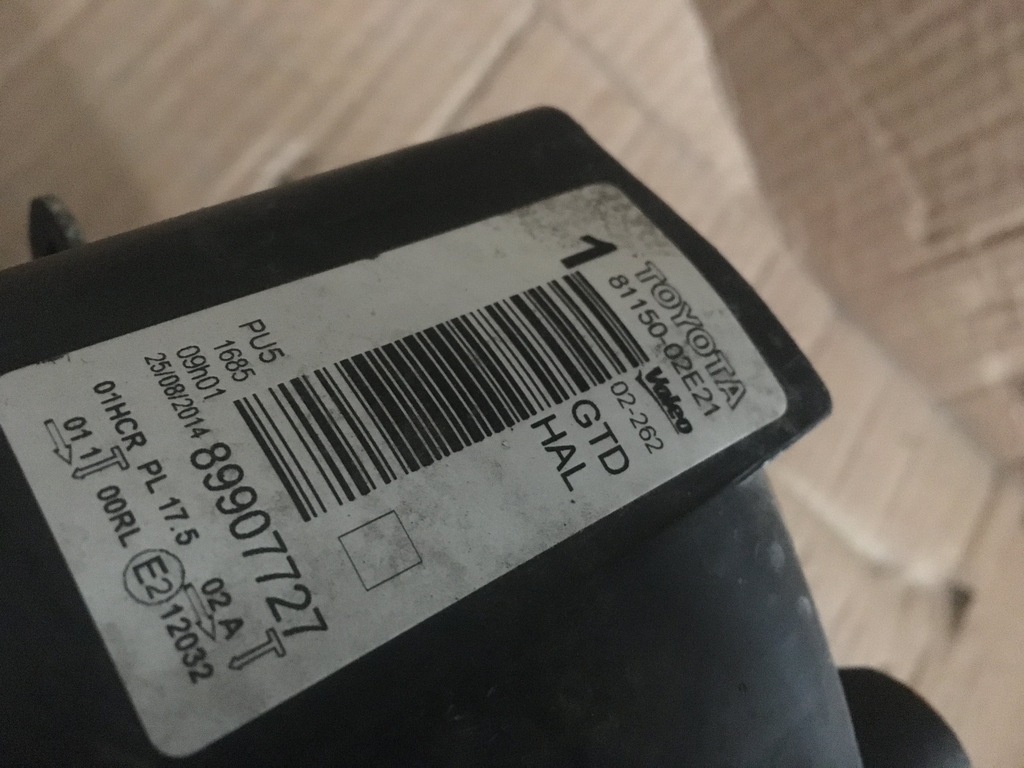 1
TOYOTA
81150-02E21
Valeo
02-262
GTD
HAL.
PU5
1685
09h01
25/08/2014
89907727
01HCR PL 17.5
02 A
01 1
00RL
E2
112032